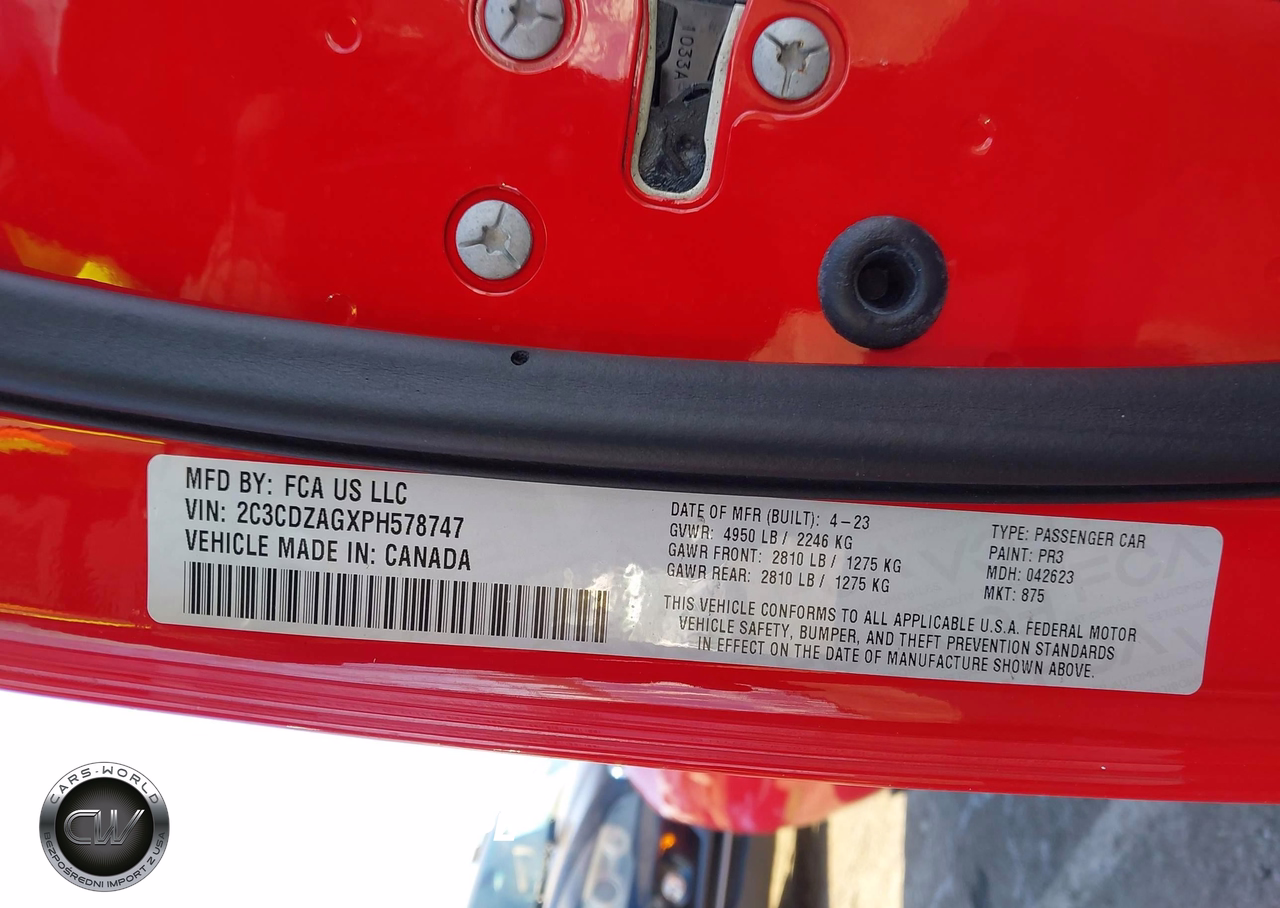 1033A
MFD BY: FCA US LLC
VIN: 2C3CDZAGXPH578747
VEHICLE MADE IN: CANADA
DATE OF MFR (BUILT): 4-23
GVWR: 4950 LB / 2246 KG
GAWR FRONT: 2810 LB / 1275 KG
GAWR REAR: 2810 LB / 1275 KG
TYPE: PASSENGER CAR
PAINT: PR3
MDH: 042623
MKT: 875
THIS VEHICLE CONFORMS TO ALL APPLICABLE U.S.A. FEDERAL MOTOR
VEHICLE SAFETY, BUMPER, AND THEFT PREVENTION STANDARDS
IN EFFECT ON THE DATE OF MANUFACTURE SHOWN ABOVE.
CARS-WORLD
CW
BEZPOŚREDNI IMPORT Z USA